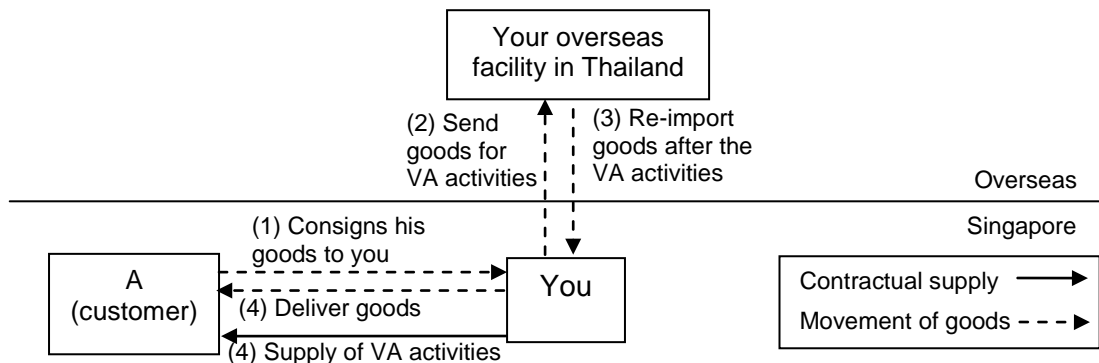 Your overseas
facility in Thailand
(2) Send
goods for
VA activities
(3) Re-import
goods after the
VA activities
Overseas
Singapore
(1) Consigns his
goods to you
A
(customer)
You
(4) Deliver goods
(4) Supply of VA activities
Contractual supply
Movement of goods